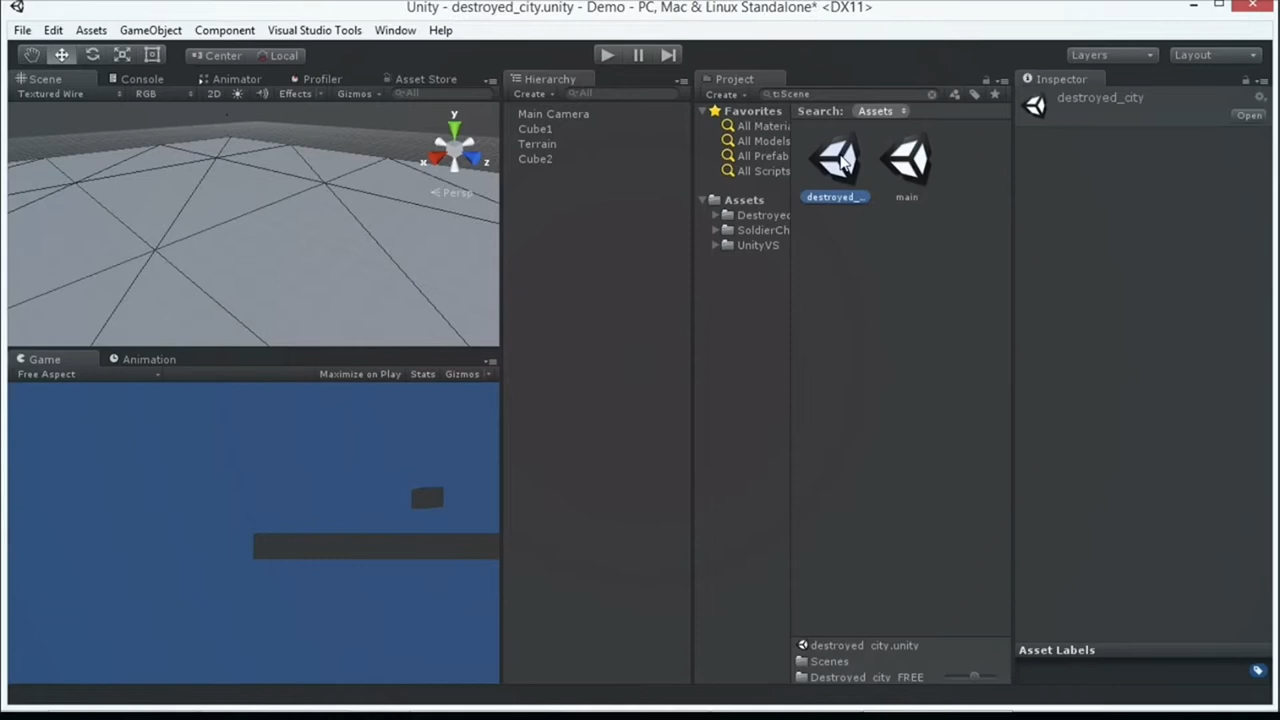 Unity - destroyed_city.unity - Demo - PC, Mac & Linux Standalone* <DX11>
File Edit Assets GameObject Component Visual Studio Tools Window Help
Center Local Layers Layout
Scene Console Animator Profiler Asset Store
Textured Wire RGB 2D Effects Gizmos All
Hierarchy
Create All
Main Camera
Cube1
Terrain
Cube2
Project
Create t:Scene
Favorites
All Materi
All Models
All Prefab
All Scripts
Assets
Destroyed
SoldierCh
UnityVS
Search: Assets
destroyed_... main
destroyed_city.unity
Scenes
Destroyed_city_FREE
Inspector
destroyed_city
Open
Asset Labels
y
x z
Persp
Game Animation
Free Aspect Maximize on Play Stats Gizmos